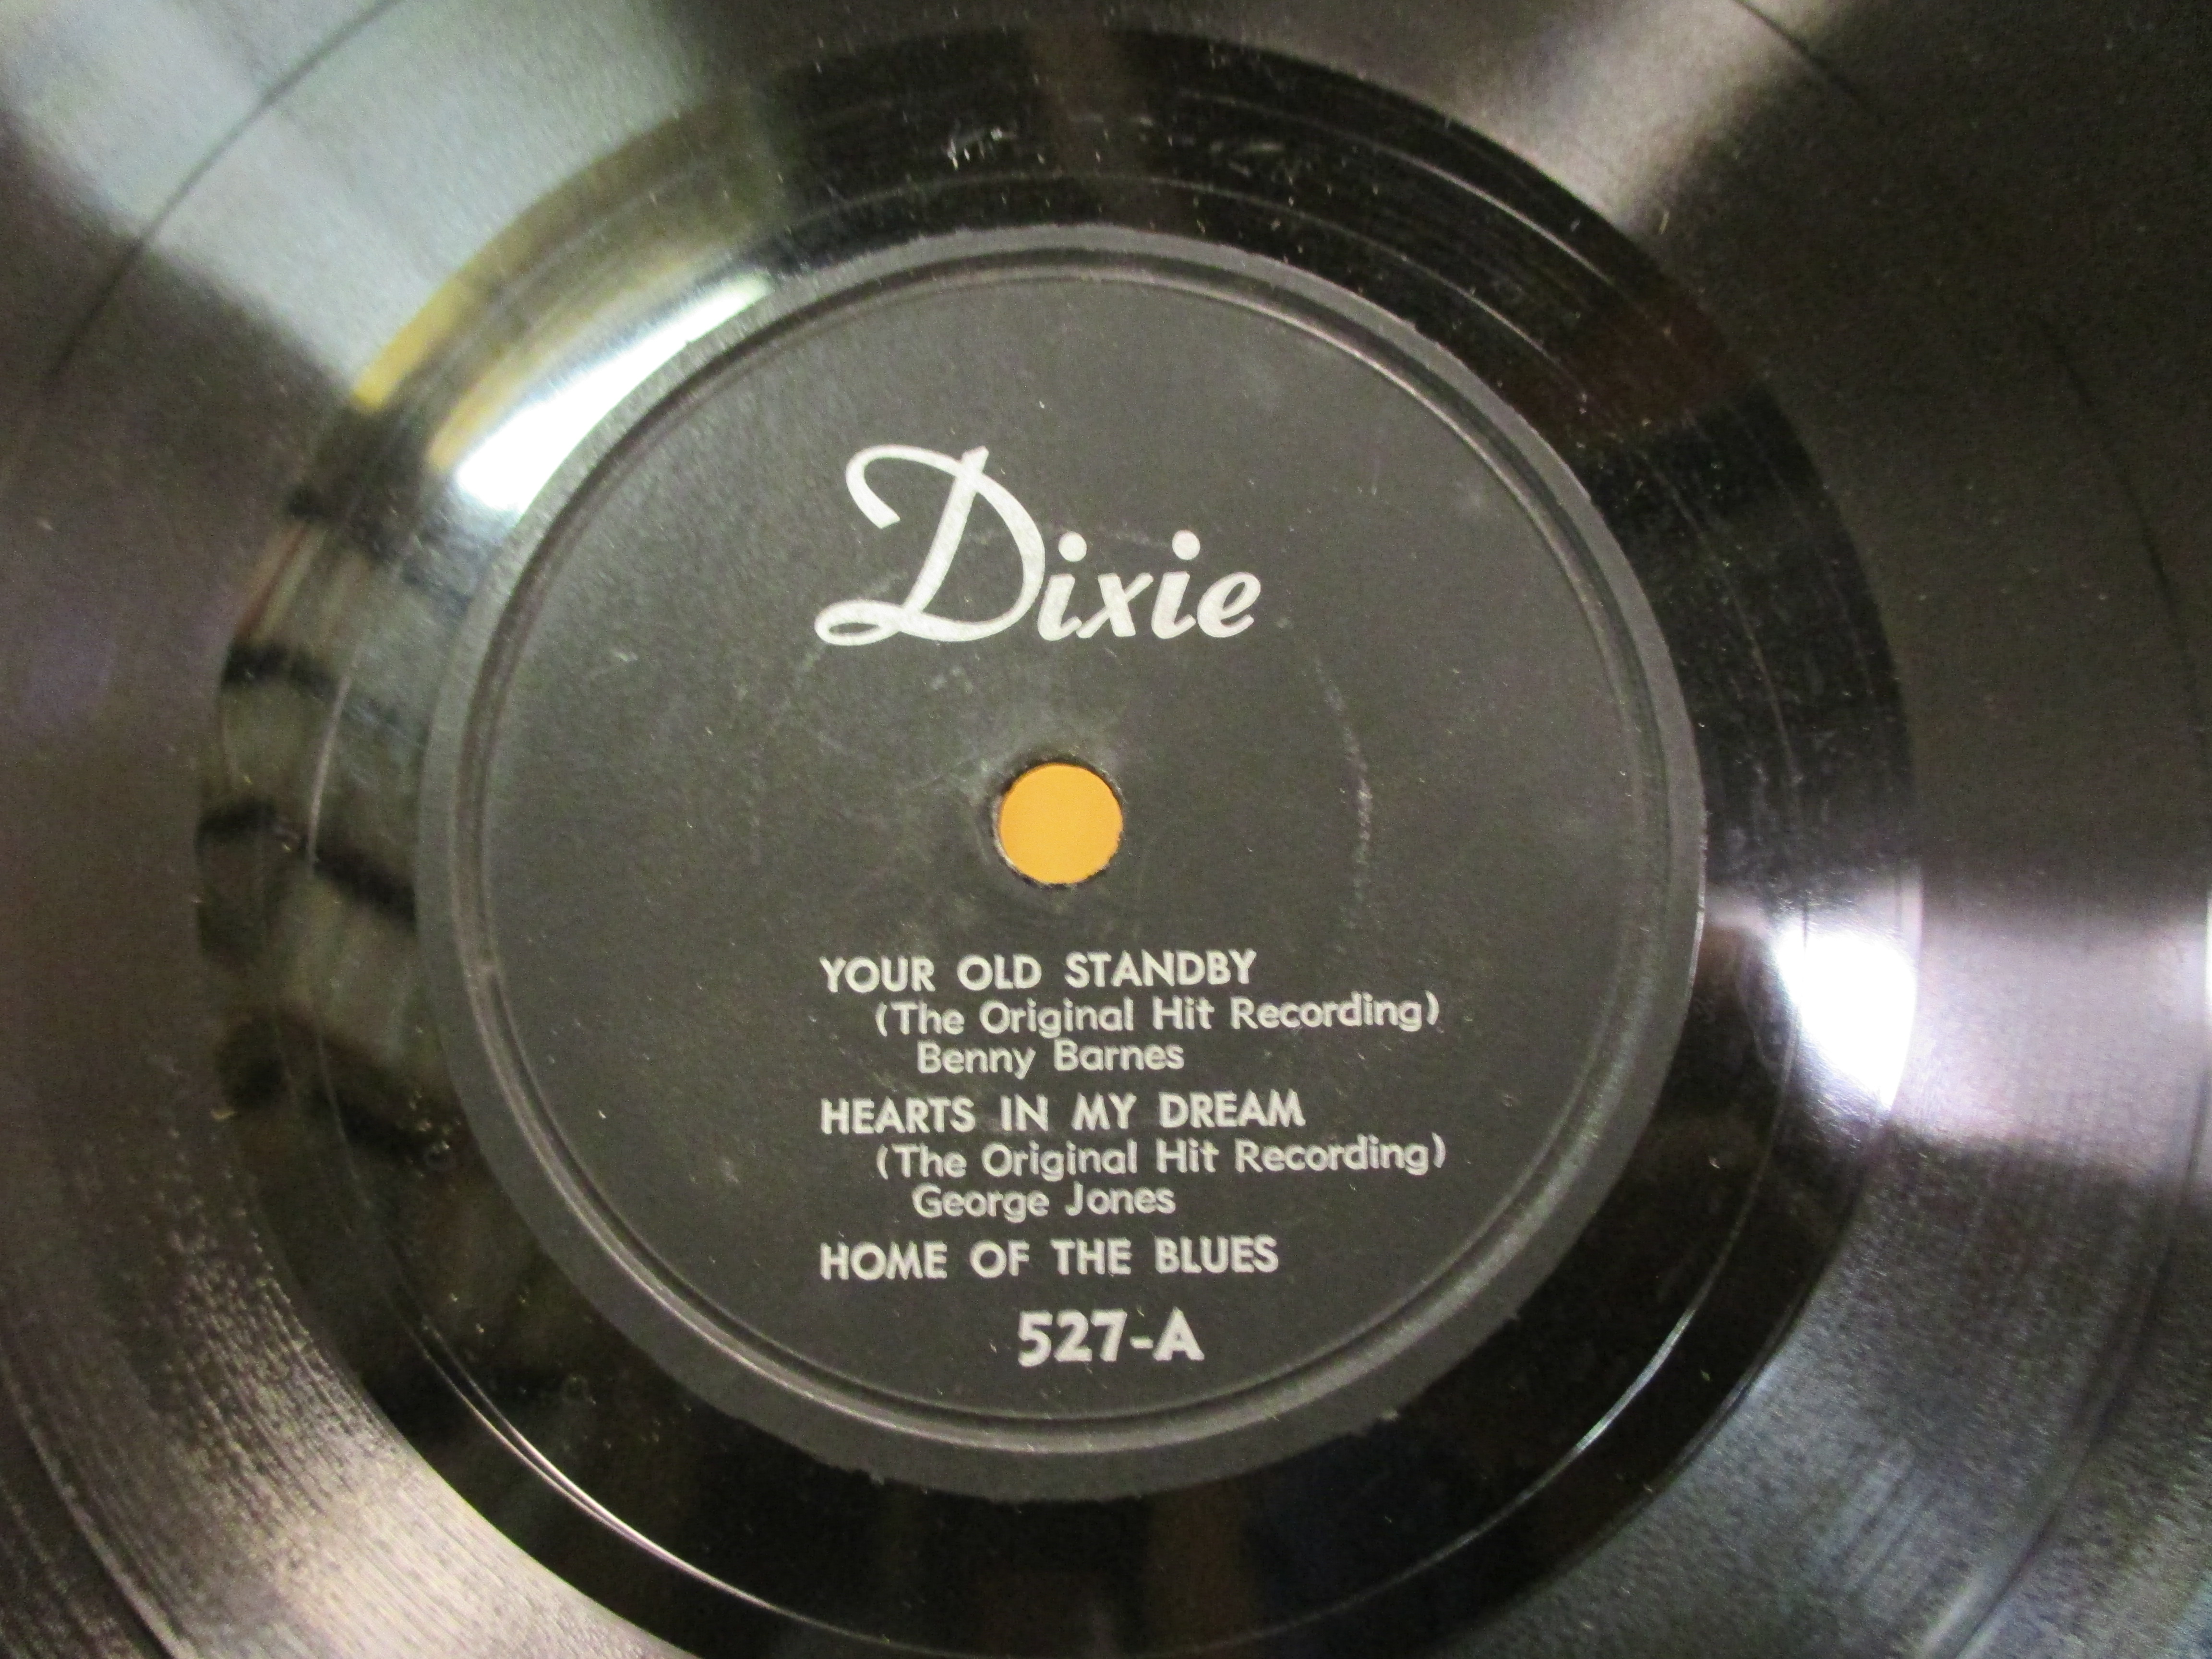 Dixie
YOUR OLD STANDBY
(The Original Hit Recording)
Benny Barnes
HEARTS IN MY DREAM
(The Original Hit Recording)
George Jones
HOME OF THE BLUES
527-A